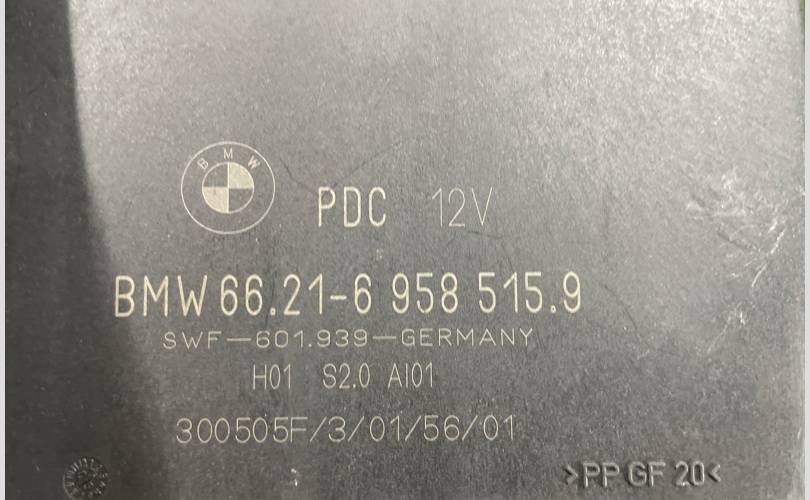 BMW
PDC 12V
BMW 66.21-6 958 515.9
SWF-601.939-GERMANY
H01 S2.0 AI01
300505F/3/01/56/01
>PP GF 20<